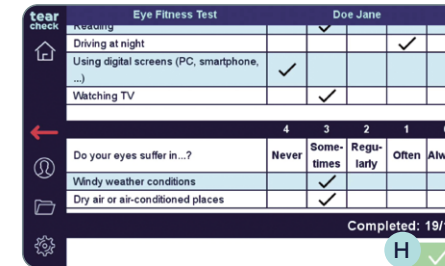 tear
check
Eye Fitness Test
Doe Jane
Reading
Driving at night
Using digital screens (PC, smartphone,
...)
Watching TV
4 3 2 1
Do your eyes suffer in...? Never Some-
times Regu-
larly Often
Windy weather conditions
Dry air or air-conditioned places
Completed: 19/
H